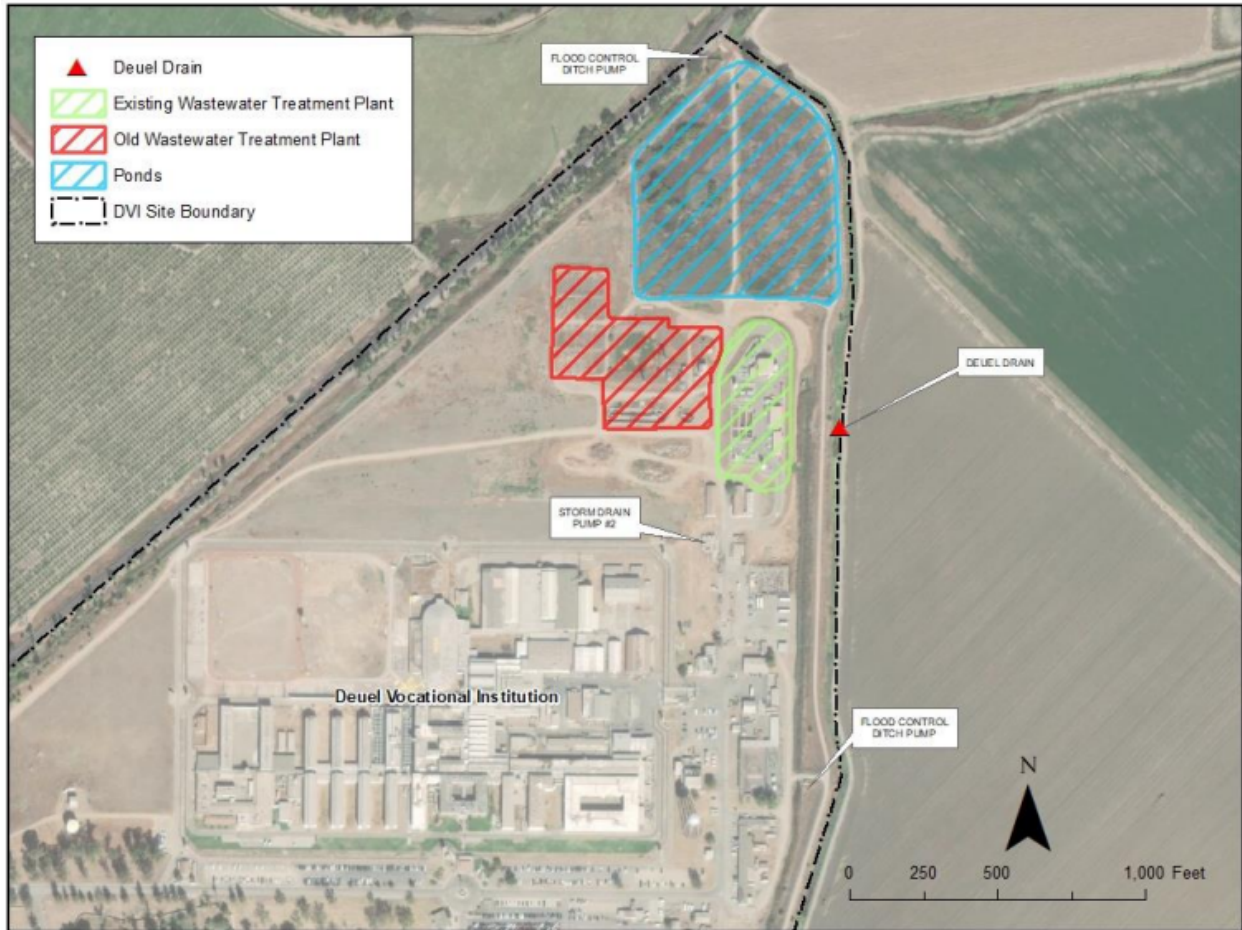 Deuel Drain
Existing Wastewater Treatment Plant
Old Wastewater Treatment Plant
Ponds
DVI Site Boundary
FLOOD CONTROL
DITCH PUMP
DEUEL DRAIN
STORM DRAIN
PUMP #2
Deuel Vocational Institution
FLOOD CONTROL
DITCH PUMP
N
0 250 500 1,000 Feet